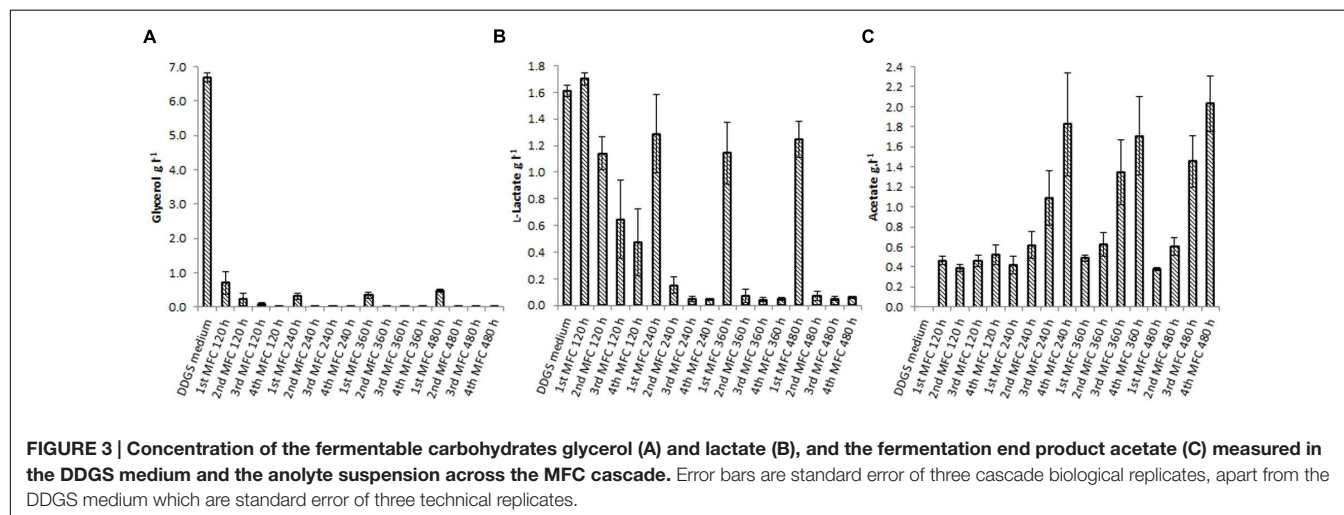 A
Glycerol g l⁻¹
7.0
6.0
5.0
4.0
3.0
2.0
1.0
0.0
DDGS medium
1st MFC 120 h
2nd MFC 120 h
3rd MFC 120 h
4th MFC 120 h
1st MFC 240 h
2nd MFC 240 h
3rd MFC 240 h
4th MFC 240 h
1st MFC 360 h
2nd MFC 360 h
3rd MFC 360 h
4th MFC 360 h
1st MFC 480 h
2nd MFC 480 h
3rd MFC 480 h
4th MFC 480 h
B
L-Lactate g l⁻¹
1.8
1.6
1.4
1.2
1.0
0.8
0.6
0.4
0.2
0.0
DDGS medium
1st MFC 120 h
2nd MFC 120 h
3rd MFC 120 h
4th MFC 120 h
1st MFC 240 h
2nd MFC 240 h
3rd MFC 240 h
4th MFC 240 h
1st MFC 360 h
2nd MFC 360 h
3rd MFC 360 h
4th MFC 360 h
1st MFC 480 h
2nd MFC 480 h
3rd MFC 480 h
4th MFC 480 h
C
Acetate g.l⁻¹
2.4
2.2
2.0
1.8
1.6
1.4
1.2
1.0
0.8
0.6
0.4
0.2
0.0
DDGS medium
1st MFC 120 h
2nd MFC 120 h
3rd MFC 120 h
4th MFC 120 h
1st MFC 240 h
2nd MFC 240 h
3rd MFC 240 h
4th MFC 240 h
1st MFC 360 h
2nd MFC 360 h
3rd MFC 360 h
4th MFC 360 h
1st MFC 480 h
2nd MFC 480 h
3rd MFC 480 h
4th MFC 480 h
FIGURE 3 | Concentration of the fermentable carbohydrates glycerol (A) and lactate (B), and the fermentation end product acetate (C) measured in
the DDGS medium and the anolyte suspension across the MFC cascade. Error bars are standard error of three cascade biological replicates, apart from the
DDGS medium which are standard error of three technical replicates.